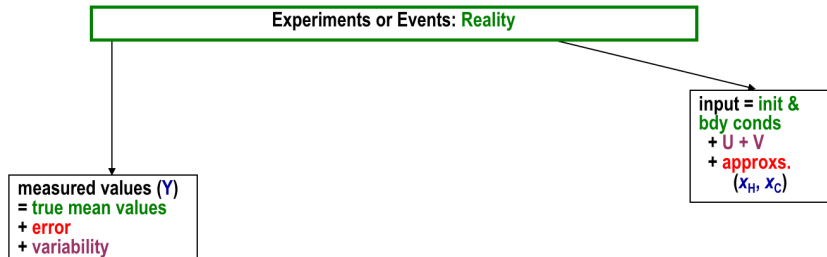 Experiments or Events: Reality
input = init &
bdy conds
+ U + V
+ approxs.
(xH, xC)
measured values (Y)
= true mean values
+ error
+ variability